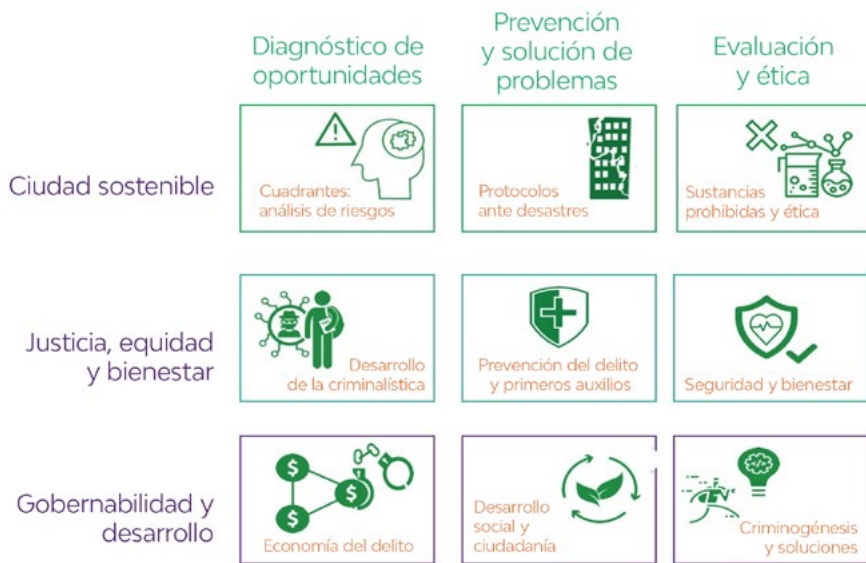 Diagnóstico de
oportunidades
Prevención
y solución de
problemas
Evaluación
y ética
Ciudad sostenible
Cuadrantes:
análisis de riesgos
Protocolos
ante desastres
Sustancias
prohibidas y ética
Justicia, equidad
y bienestar
Desarrollo
de la criminalística
Prevención del delito
y primeros auxilios
Seguridad y bienestar
Gobernabilidad y
desarrollo
$
$
$
Economía del delito
Desarrollo
social y
ciudadanía
Criminogénesis
y soluciones